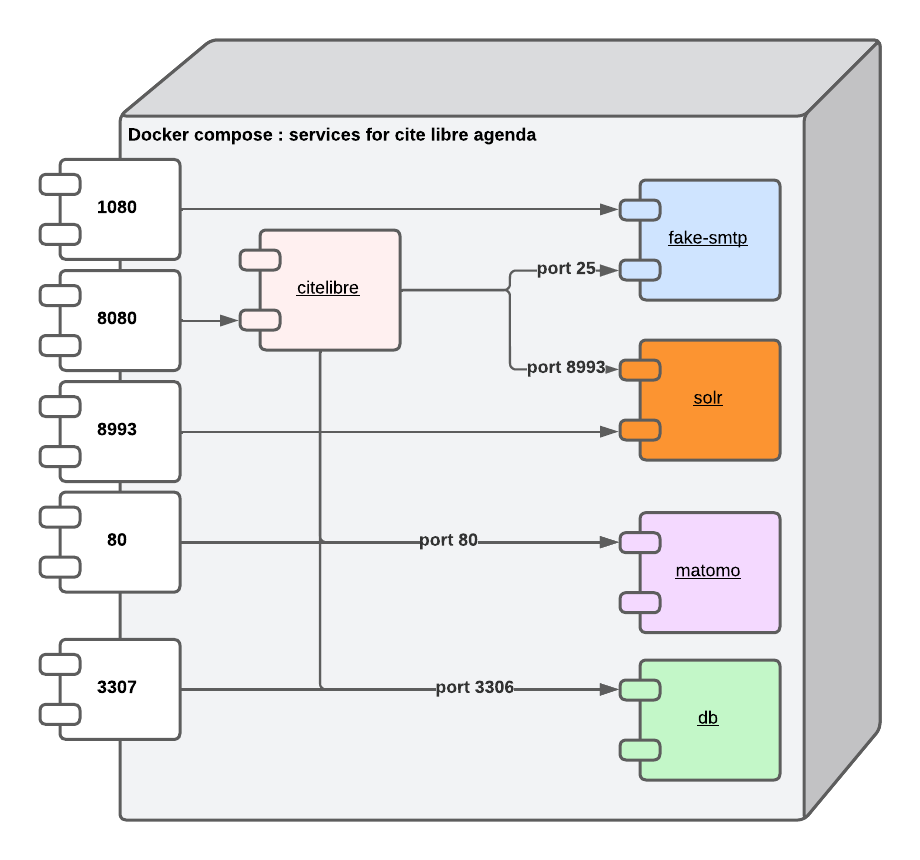 Docker compose : services for cite libre agenda
1080
fake-smtp
port 25
citelibre
8080
port 8993
solr
8993
80
port 80
matomo
3307
port 3306
db